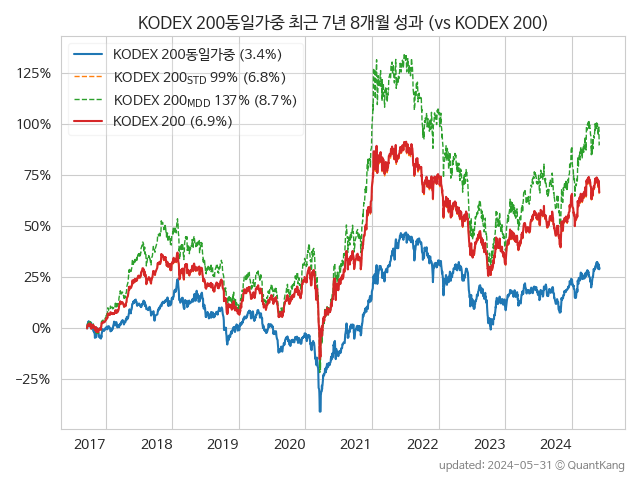 KODEX 200동일가중 최근 7년 8개월 성과 (vs KODEX 200)
KODEX 200동일가중 (3.4%)
KODEX 200STD 99% (6.8%)
KODEX 200MDD 137% (8.7%)
KODEX 200 (6.9%)
125%
100%
75%
50%
25%
0%
−25%
2017 2018 2019 2020 2021 2022 2023 2024
updated: 2024-05-31 ⓒ QuantKang